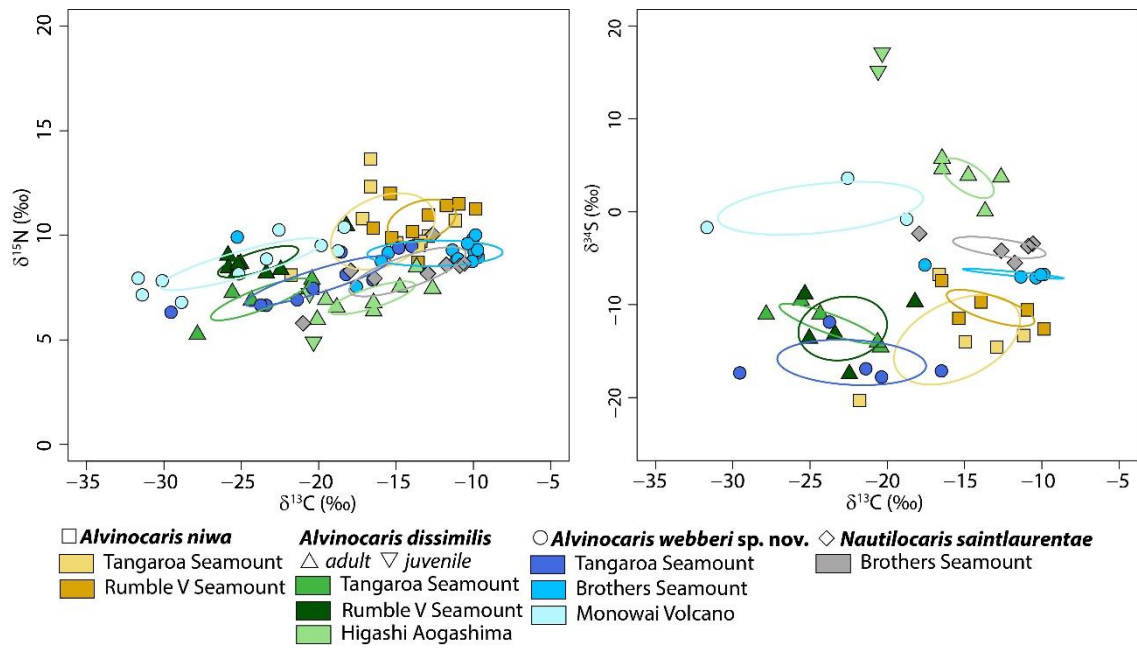 20
15
10
5
0
δ15N (‰)
−35 −30 −25 −20 −15 −10 −5
δ13C (‰)
20
10
0
−10
−20
δ34S (‰)
−35 −30 −25 −20 −15 −10 −5
δ13C (‰)
Alvinocaris niwa
Tangaroa Seamount
Rumble V Seamount
Alvinocaris dissimilis
adult juvenile
Tangaroa Seamount
Rumble V Seamount
Higashi Aogashima
Alvinocaris webberi sp. nov.
Tangaroa Seamount
Brothers Seamount
Monowai Volcano
Nautilocaris saintlaurentae
Brothers Seamount